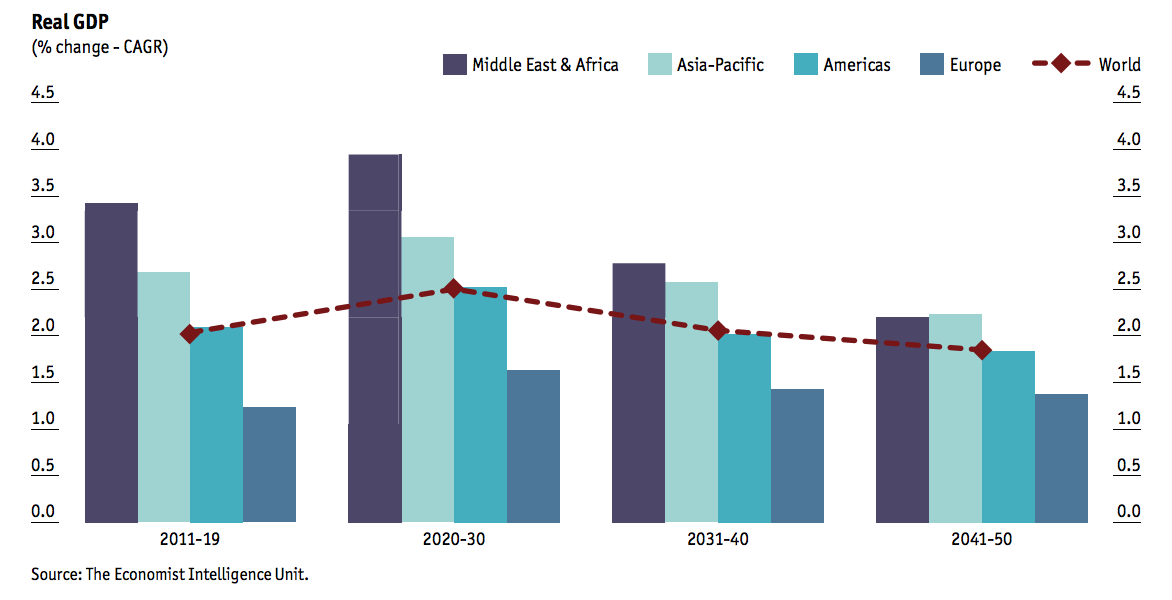 Real GDP
(% change - CAGR)
Middle East & Africa Asia-Pacific Americas Europe World
4.5 4.5
4.0 4.0
3.5 3.5
3.0 3.0
2.5 2.5
2.0 2.0
1.5 1.5
1.0 1.0
0.5 0.5
0.0 0.0
2011-19 2020-30 2031-40 2041-50
Source: The Economist Intelligence Unit.